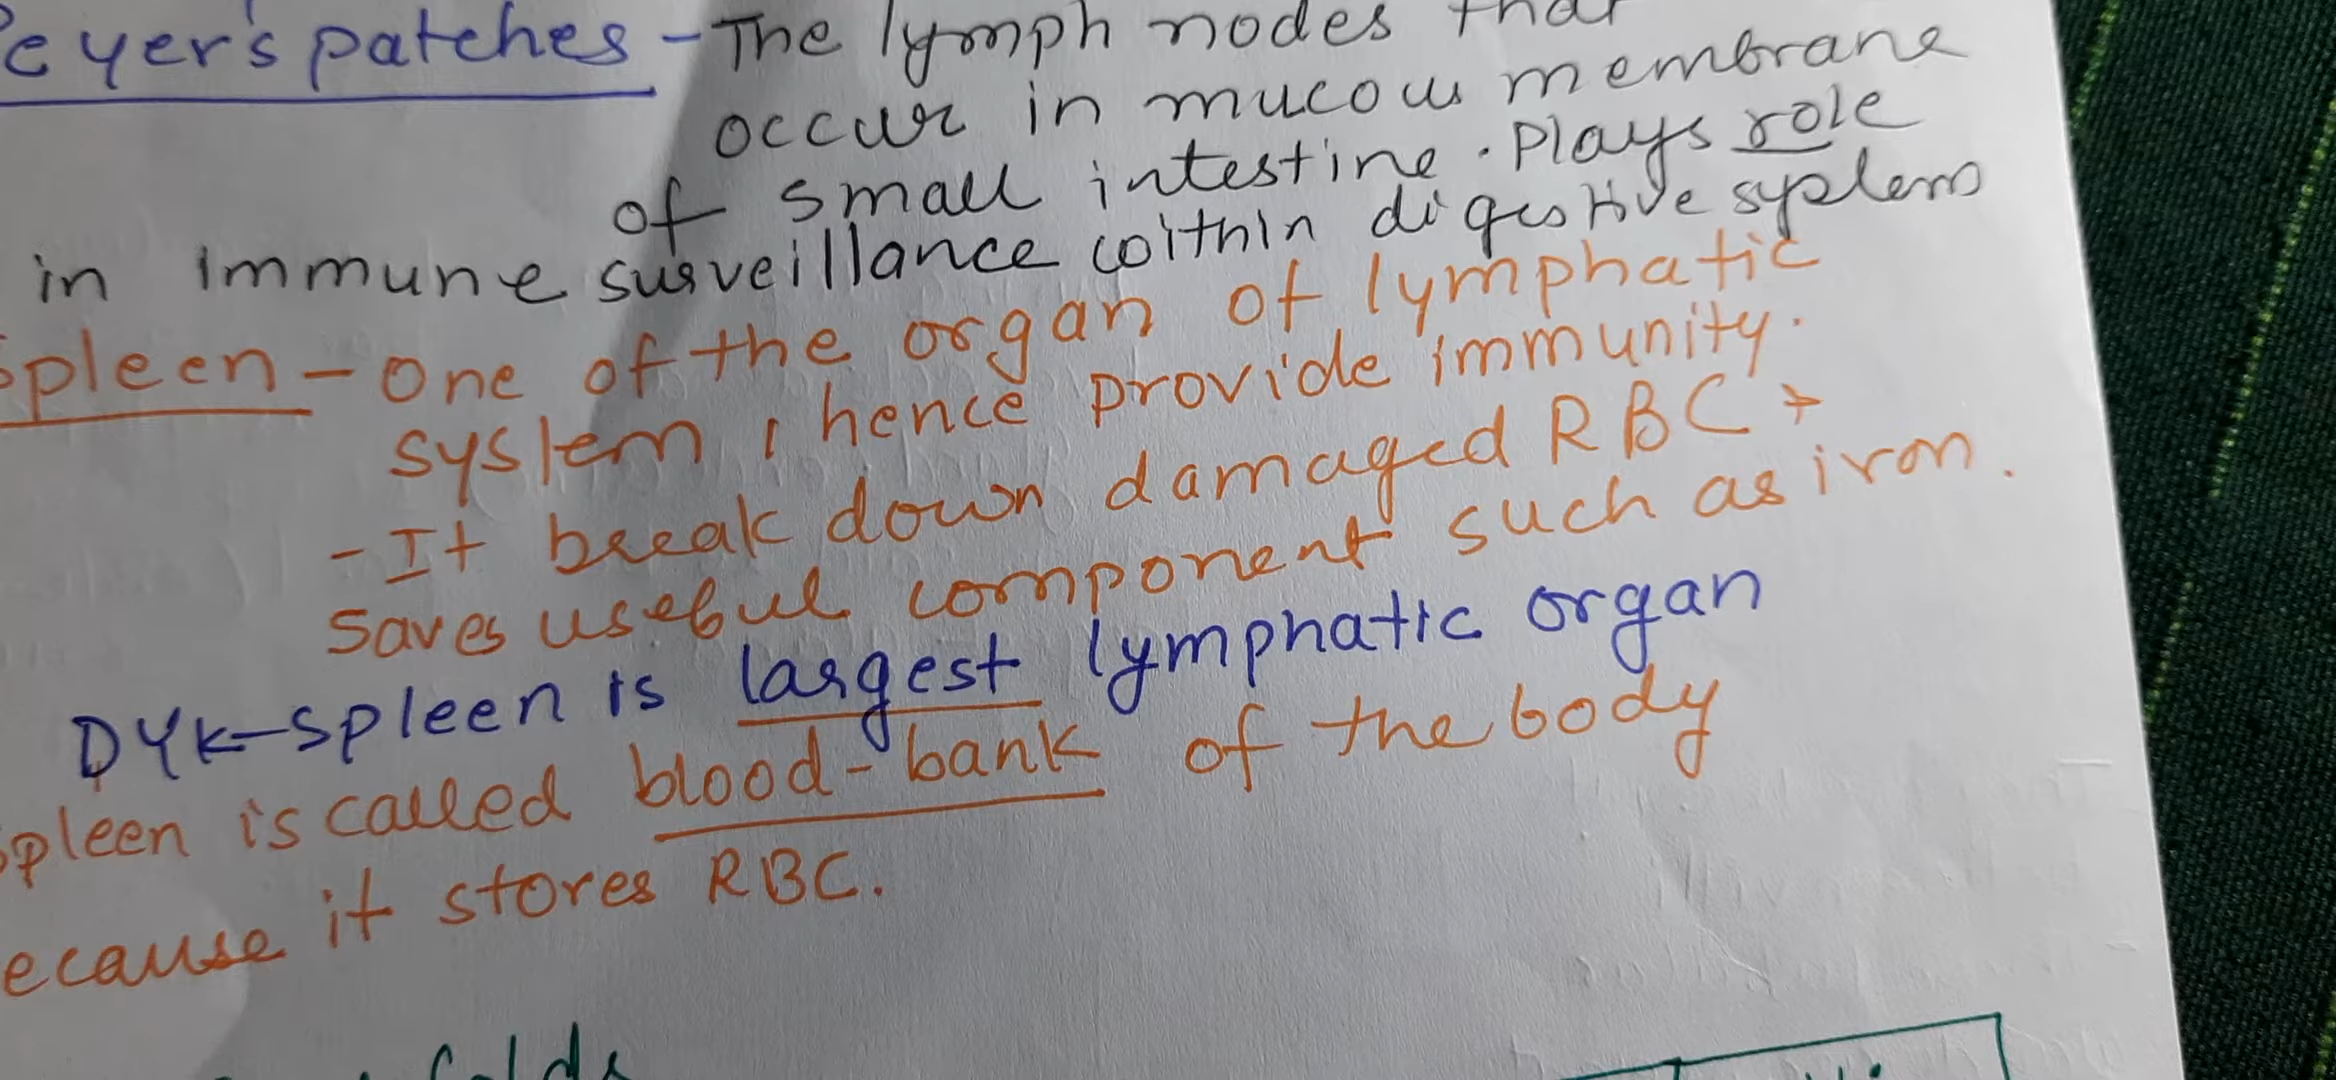 eyer's patches - The lymph nodes that
occur in mucous membrane
of small intestine. Plays role
in immune surveillance within digestive system
spleen - one of the organ of lymphatic
system, hence provide immunity.
- It break down damaged RBC +
saves useful component such as iron.
DYK - spleen is largest lymphatic organ
spleen is called blood-bank of the body
ecause it stores RBC.
folds